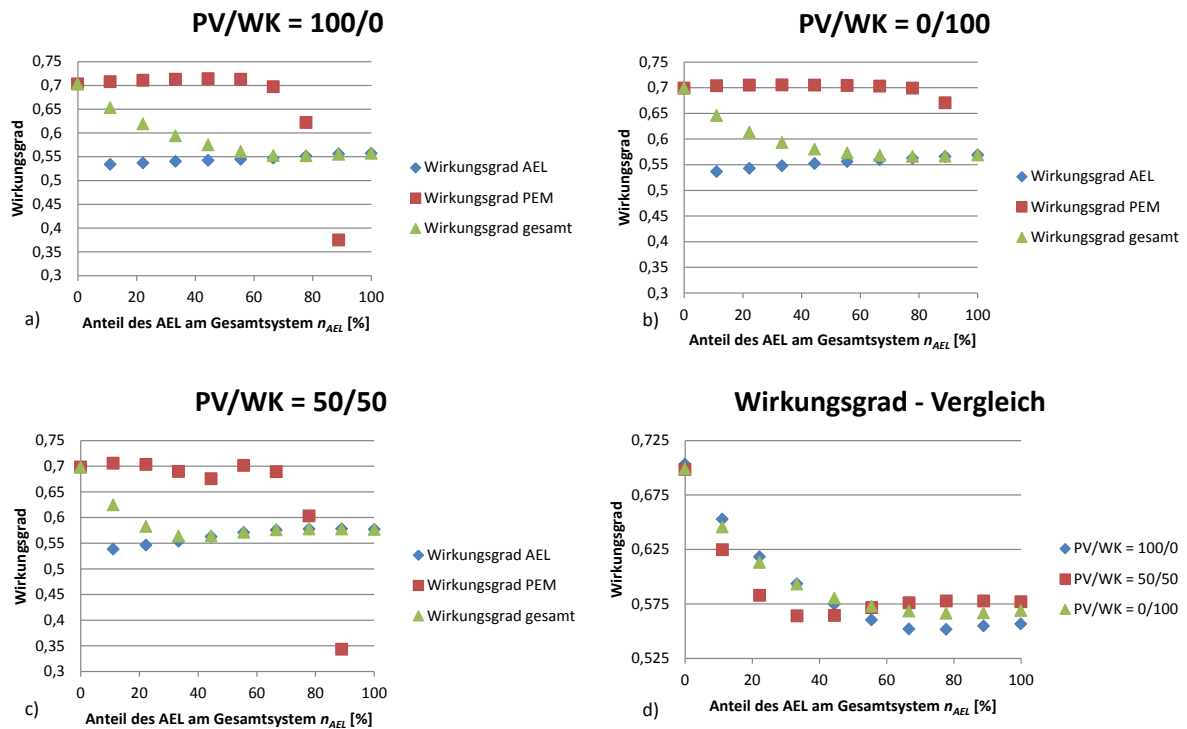 PV/WK = 100/0
0,75
0,7
0,65
0,6
0,55
0,5
0,45
0,4
0,35
0,3
Wirkungsgrad
0 20 40 60 80 100
Anteil des AEL am Gesamtsystem nAEL [%]
Wirkungsgrad AEL
Wirkungsgrad PEM
Wirkungsgrad gesamt
a)
PV/WK = 0/100
0,75
0,7
0,65
0,6
0,55
0,5
0,45
0,4
0,35
0,3
Wirkungsgrad
0 20 40 60 80 100
Anteil des AEL am Gesamtsystem nAEL [%]
Wirkungsgrad AEL
Wirkungsgrad PEM
Wirkungsgrad gesamt
b)
PV/WK = 50/50
0,75
0,7
0,65
0,6
0,55
0,5
0,45
0,4
0,35
0,3
Wirkungsgrad
0 20 40 60 80 100
Anteil des AEL am Gesamtsystem nAEL [%]
Wirkungsgrad AEL
Wirkungsgrad PEM
Wirkungsgrad gesamt
c)
Wirkungsgrad - Vergleich
0,725
0,675
0,625
0,575
0,525
Wirkungsgrad
0 20 40 60 80 100
Anteil des AEL am Gesamtsystem nAEL [%]
PV/WK = 100/0
PV/WK = 50/50
PV/WK = 0/100
d)